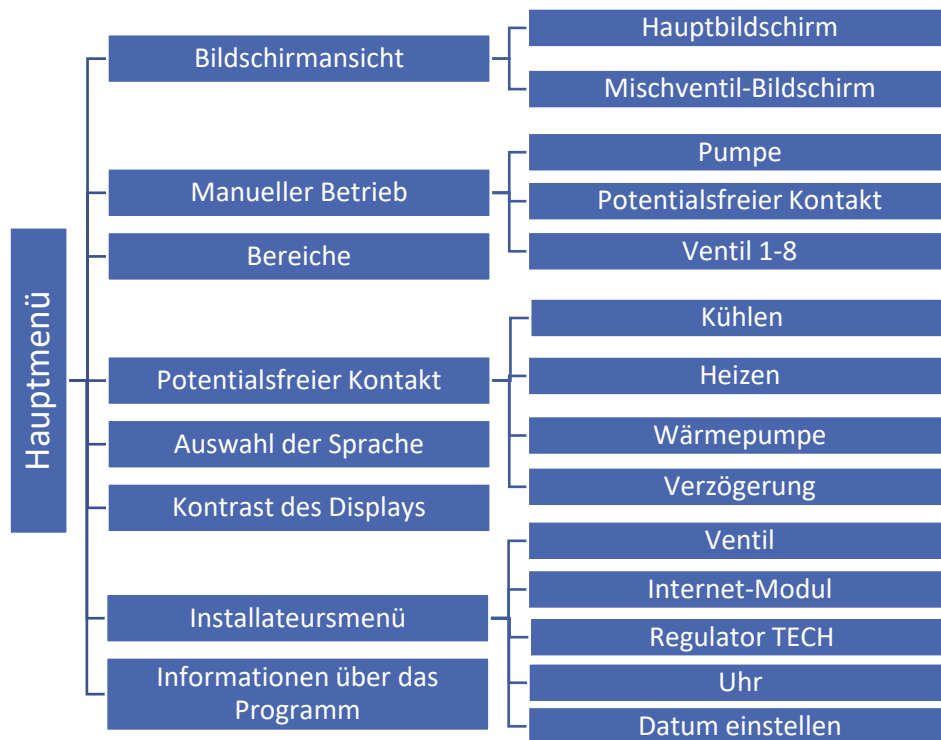 Hauptmenü
Bildschirmansicht
Hauptbildschirm
Mischventil-Bildschirm
Manueller Betrieb
Pumpe
Potentialsfreier Kontakt
Ventil 1-8
Bereiche
Potentialsfreier Kontakt
Kühlen
Heizen
Wärmepumpe
Verzögerung
Auswahl der Sprache
Kontrast des Displays
Installateursmenü
Ventil
Internet-Modul
Regulator TECH
Uhr
Datum einstellen
Informationen über das
Programm